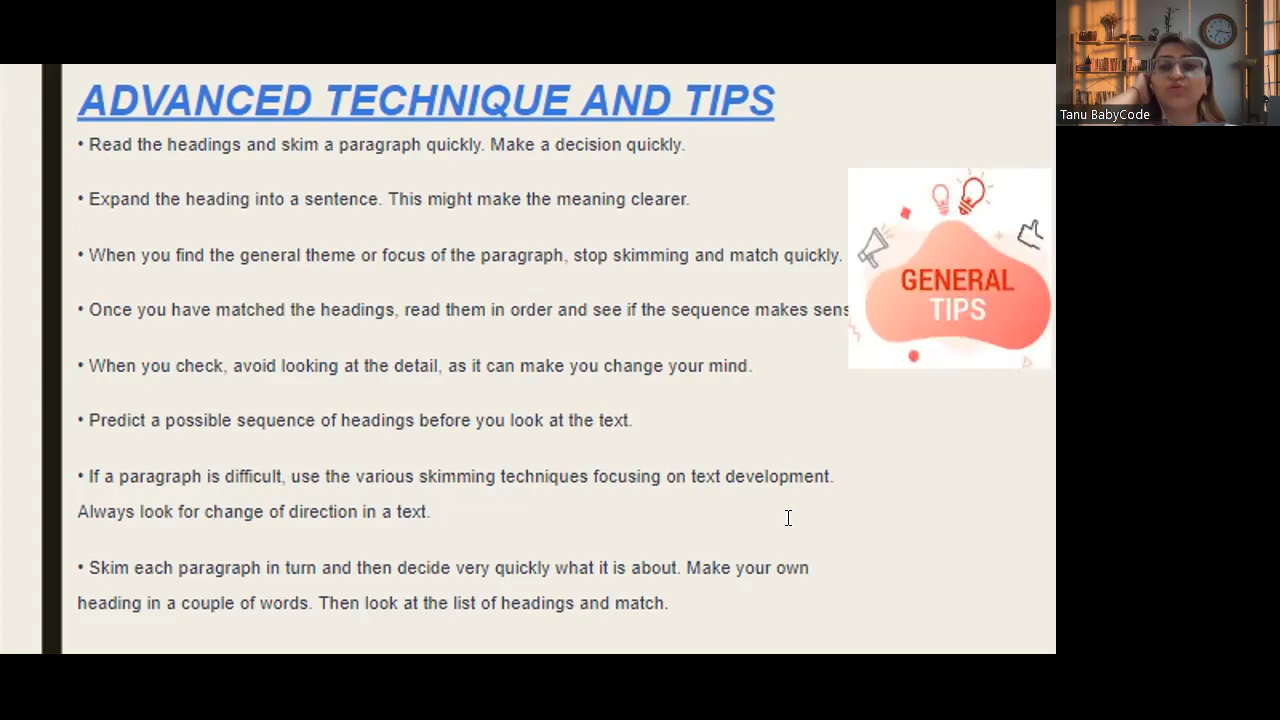 ADVANCED TECHNIQUE AND TIPS
• Read the headings and skim a paragraph quickly. Make a decision quickly.
• Expand the heading into a sentence. This might make the meaning clearer.
• When you find the general theme or focus of the paragraph, stop skimming and match quickly.
• Once you have matched the headings, read them in order and see if the sequence makes sens
• When you check, avoid looking at the detail, as it can make you change your mind.
• Predict a possible sequence of headings before you look at the text.
• If a paragraph is difficult, use the various skimming techniques focusing on text development.
Always look for change of direction in a text.
• Skim each paragraph in turn and then decide very quickly what it is about. Make your own
heading in a couple of words. Then look at the list of headings and match.
GENERAL
TIPS
Tanu BabyCode